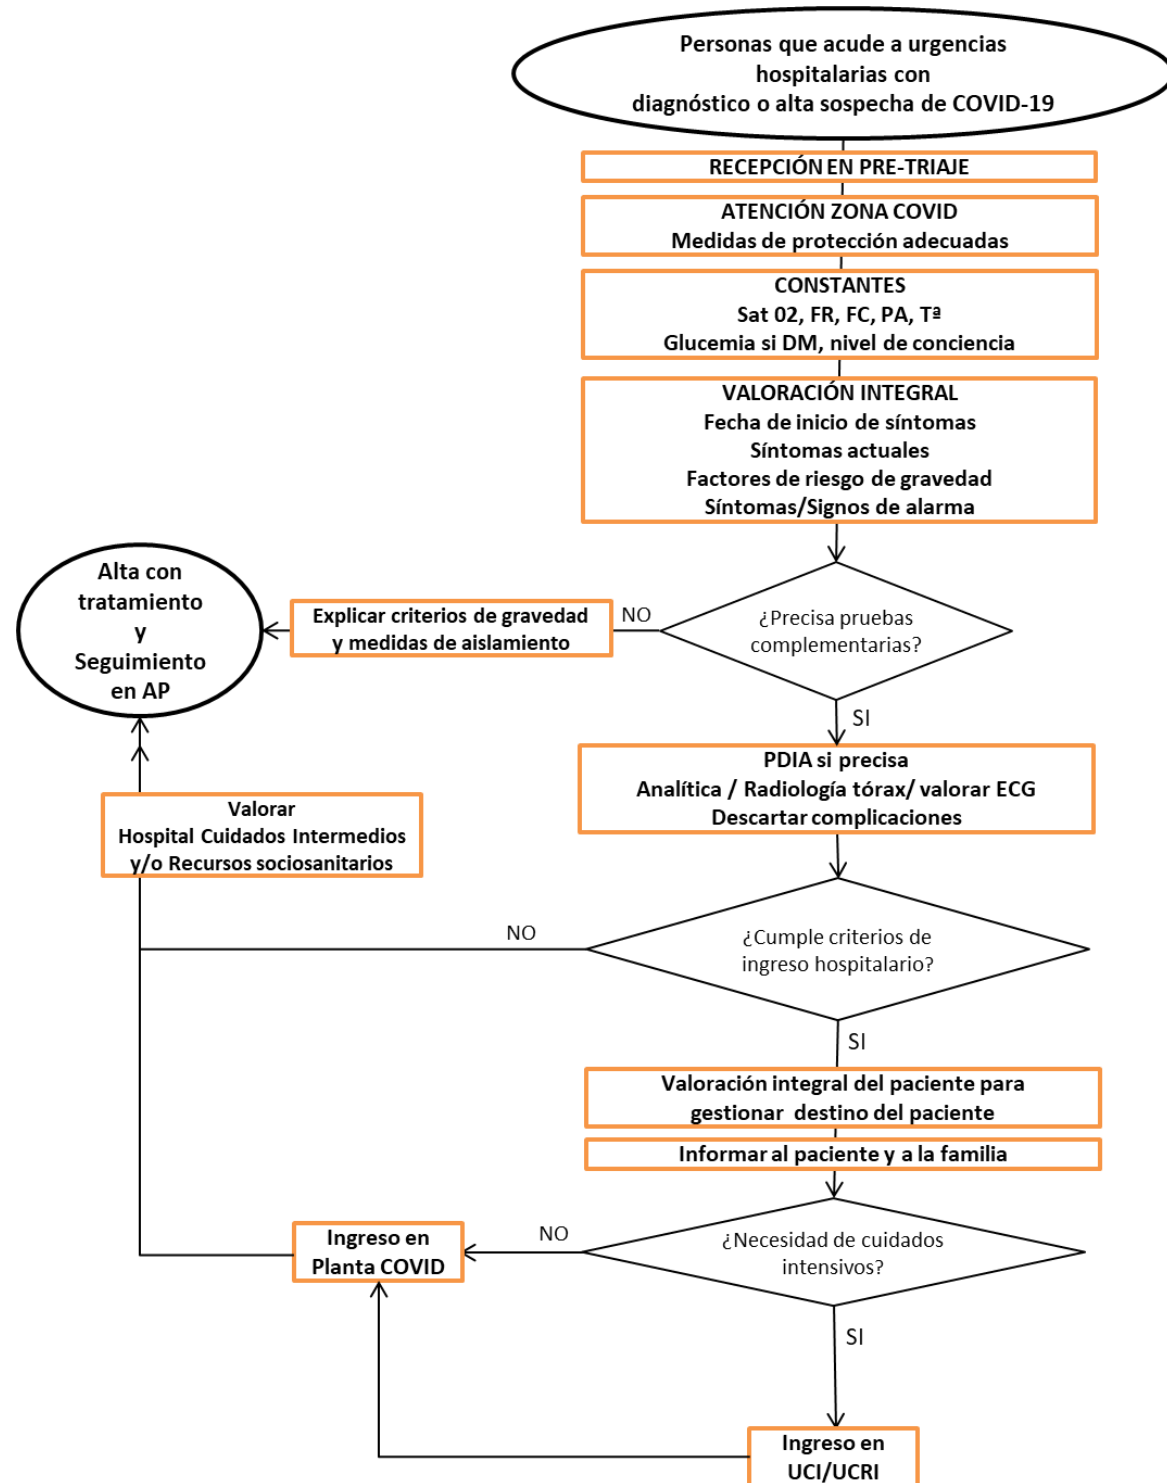 Personas que acude a urgencias
hospitalarias con
diagnóstico o alta sospecha de COVID-19
RECEPCIÓN EN PRE-TRIAJE
ATENCIÓN ZONA COVID
Medidas de protección adecuadas
CONSTANTES
Sat 02, FR, FC, PA, Tª
Glucemia si DM, nivel de conciencia
VALORACIÓN INTEGRAL
Fecha de inicio de síntomas
Síntomas actuales
Factores de riesgo de gravedad
Síntomas/Signos de alarma
¿Precisa pruebas
complementarias?
NO
Explicar criterios de gravedad
y medidas de aislamiento
Alta con
tratamiento
y
Seguimiento
en AP
SI
PDIA si precisa
Analítica / Radiología tórax/ valorar ECG
Descartar complicaciones
Valorar
Hospital Cuidados Intermedios
y/o Recursos sociosanitarios
¿Cumple criterios de
ingreso hospitalario?
NO
SI
Valoración integral del paciente para
gestionar destino del paciente
Informar al paciente y a la familia
¿Necesidad de cuidados
intensivos?
NO
Ingreso en
Planta COVID
SI
Ingreso en
UCI/UCRI